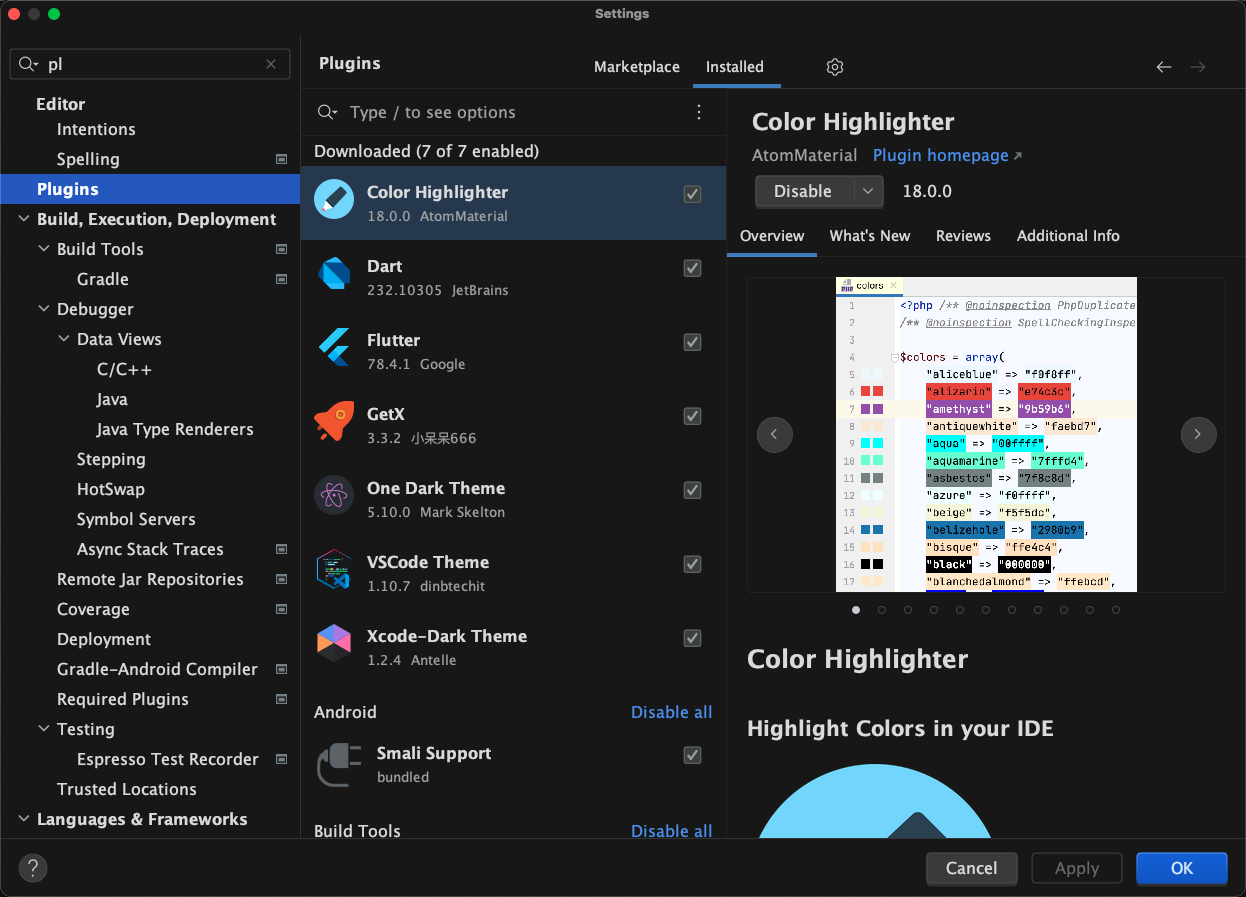 Settings
pl
Editor
Intentions
Spelling
Plugins
Build, Execution, Deployment
Build Tools
Gradle
Debugger
Data Views
C/C++
Java
Java Type Renderers
Stepping
HotSwap
Symbol Servers
Async Stack Traces
Remote Jar Repositories
Coverage
Deployment
Gradle-Android Compiler
Required Plugins
Testing
Espresso Test Recorder
Trusted Locations
Languages & Frameworks
Plugins
Marketplace
Installed
Type / to see options
Downloaded (7 of 7 enabled)
Color Highlighter
18.0.0 AtomMaterial
Dart
232.10305 JetBrains
Flutter
78.4.1 Google
GetX
3.3.2 小呆呆666
One Dark Theme
5.10.0 Mark Skelton
VSCode Theme
1.10.7 dinbtechit
Xcode-Dark Theme
1.2.4 Antelle
Android Disable all
Smali Support
bundled
Build Tools Disable all
Color Highlighter
AtomMaterial Plugin homepage
Disable 18.0.0
Overview What's New Reviews Additional Info
PHP colors
1 <?php /** @noinspection PhpDuplicate
2 /** @noinspection SpellCheckingInspe
3
4 $colors = array(
5 "aliceblue" => "f0f8ff",
6 "alizarin" => "e74c3c",
7 "amethyst" => "9b59b6",
8 "antiquewhite" => "faebd7",
9 "aqua" => "00ffff",
10 "aquamarine" => "7fffd4",
11 "asbestos" => "7f8c8d",
12 "azure" => "f0ffff",
13 "beige" => "f5f5dc",
14 "belizehole" => "2980b9",
15 "bisque" => "ffe4c4",
16 "black" => "000000",
17 "blanchedalmond" => "ffebcd",
Color Highlighter
Highlight Colors in your IDE
?
Cancel
Apply
OK